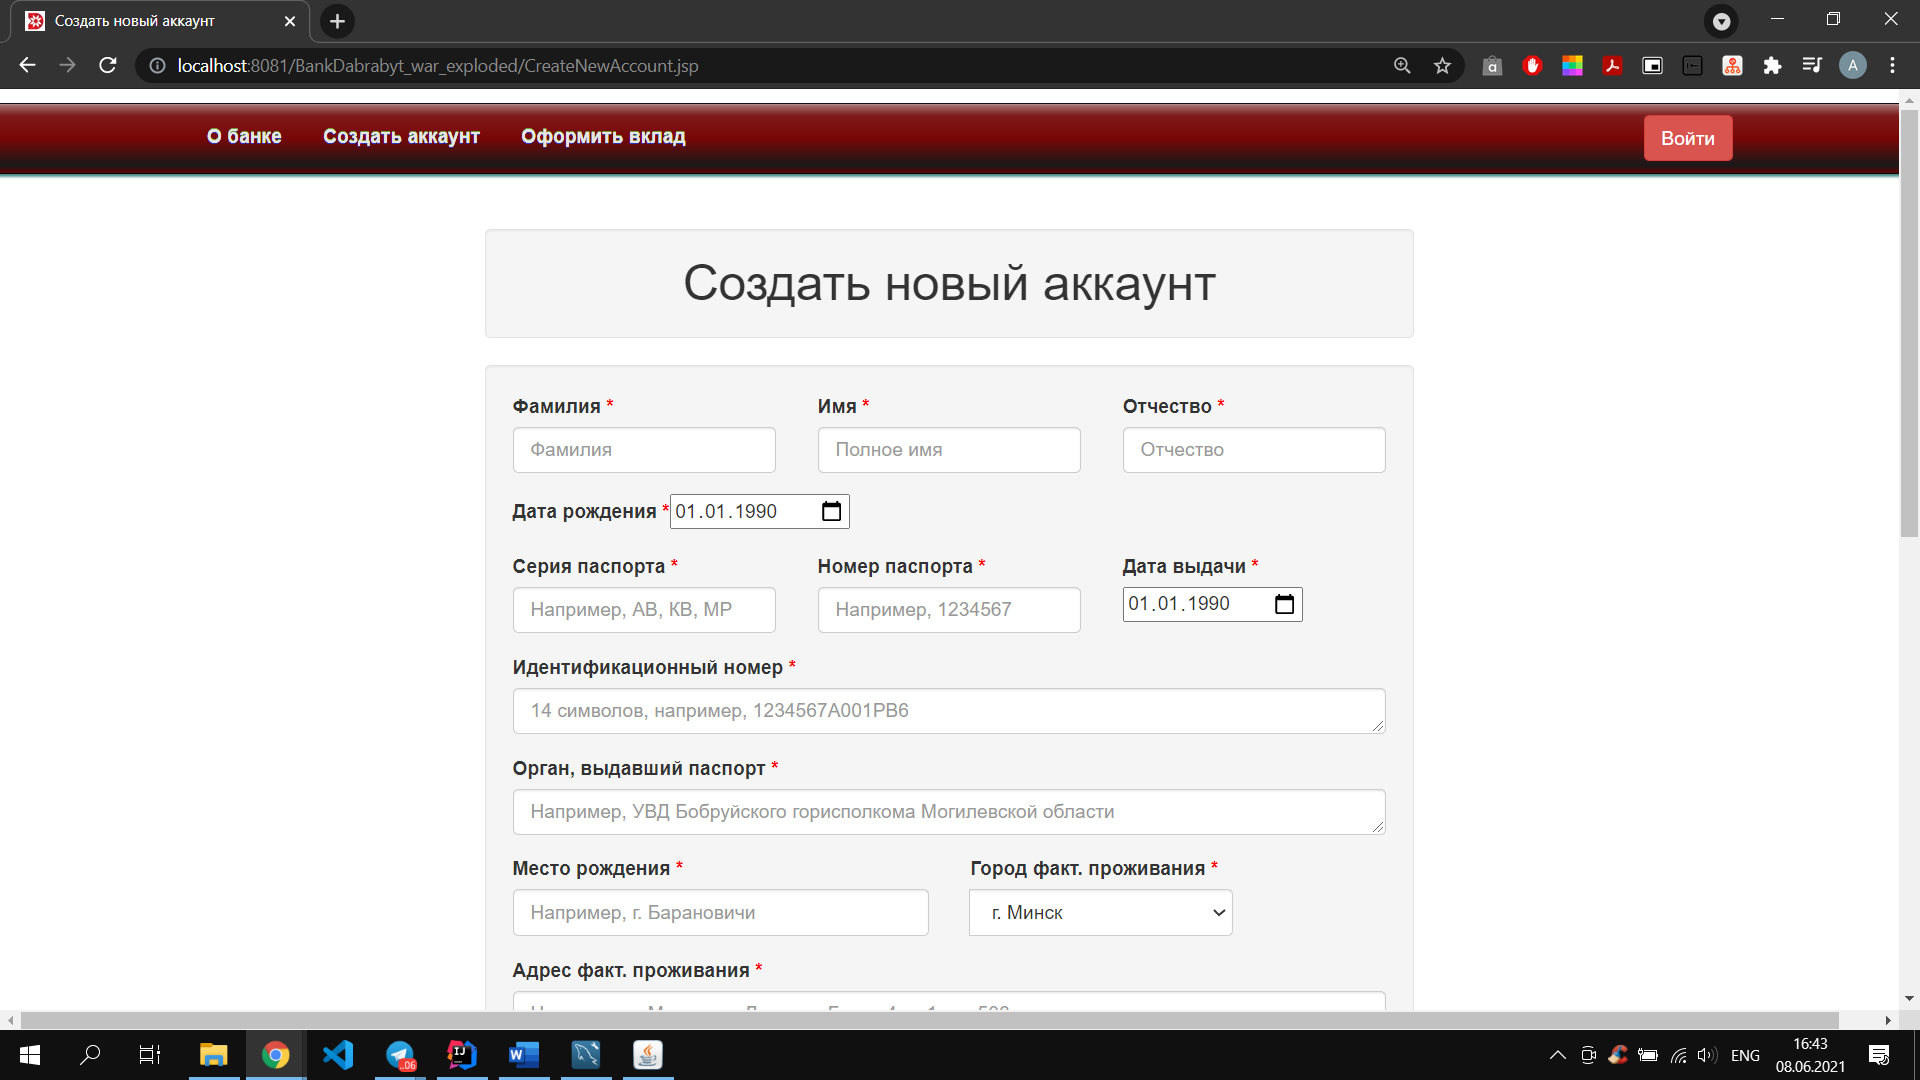 Создать новый аккаунт
localhost:8081/BankDabrabyt_war_exploded/CreateNewAccount.jsp
A
О банке Создать аккаунт Оформить вклад Войти
Создать новый аккаунт
Фамилия * Имя * Отчество *
Фамилия Полное имя Отчество
Дата рождения * 01.01.1990
Серия паспорта * Номер паспорта * Дата выдачи *
Например, АВ, КВ, МР Например, 1234567 01.01.1990
Идентификационный номер *
14 символов, например, 1234567А001РВ6
Орган, выдавший паспорт *
Например, УВД Бобруйского горисполкома Могилевской области
Место рождения * Город факт. проживания *
Например, г. Барановичи г. Минск
Адрес факт. проживания *
ENG
16:43
08.06.2021